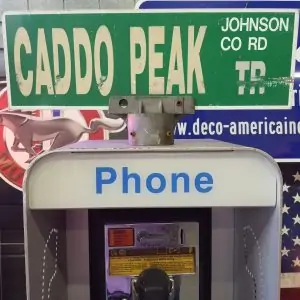 CADDO PEAK
JOHNSON
CO RD
TR
www.deco-americaine
Phone